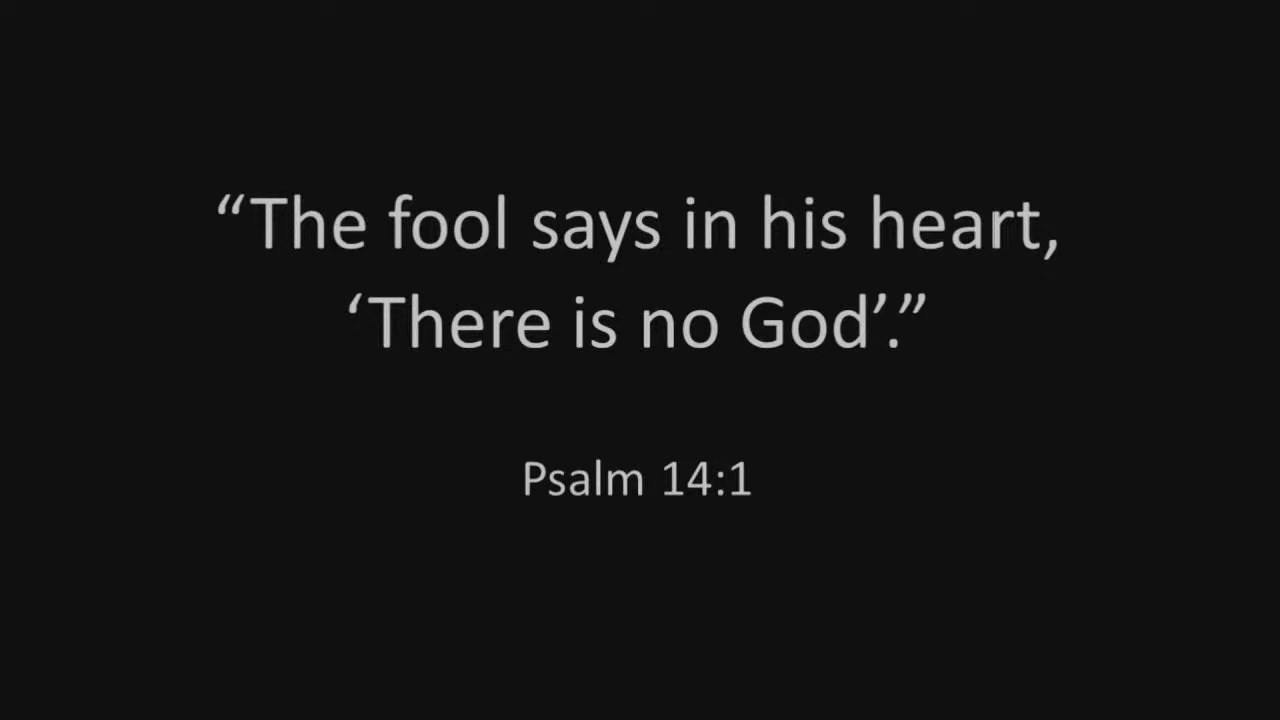 “The fool says in his heart,
‘There is no God’.”
Psalm 14:1